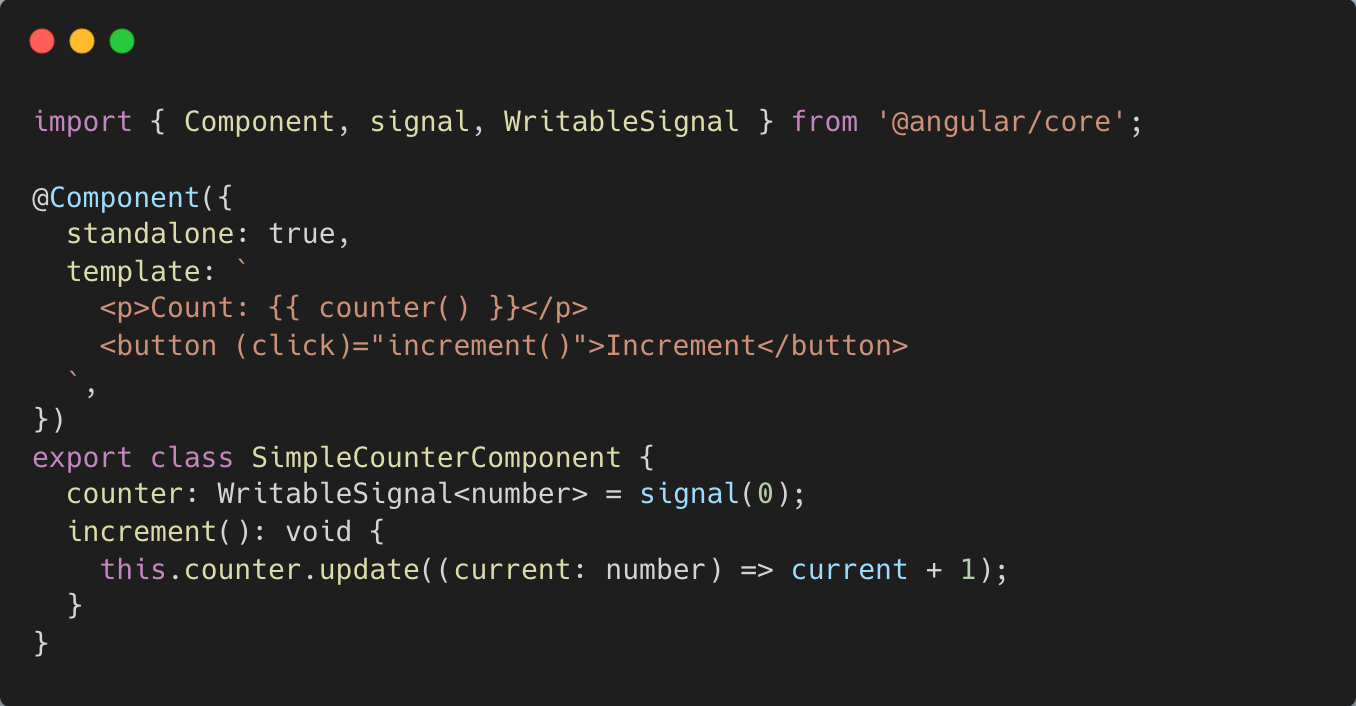 import { Component, signal, WritableSignal } from '@angular/core';

@Component({
  standalone: true,
  template: `
    <p>Count: {{ counter() }}</p>
    <button (click)="increment()">Increment</button>
  `,
})
export class SimpleCounterComponent {
  counter: WritableSignal<number> = signal(0);
  increment(): void {
    this.counter.update((current: number) => current + 1);
  }
}